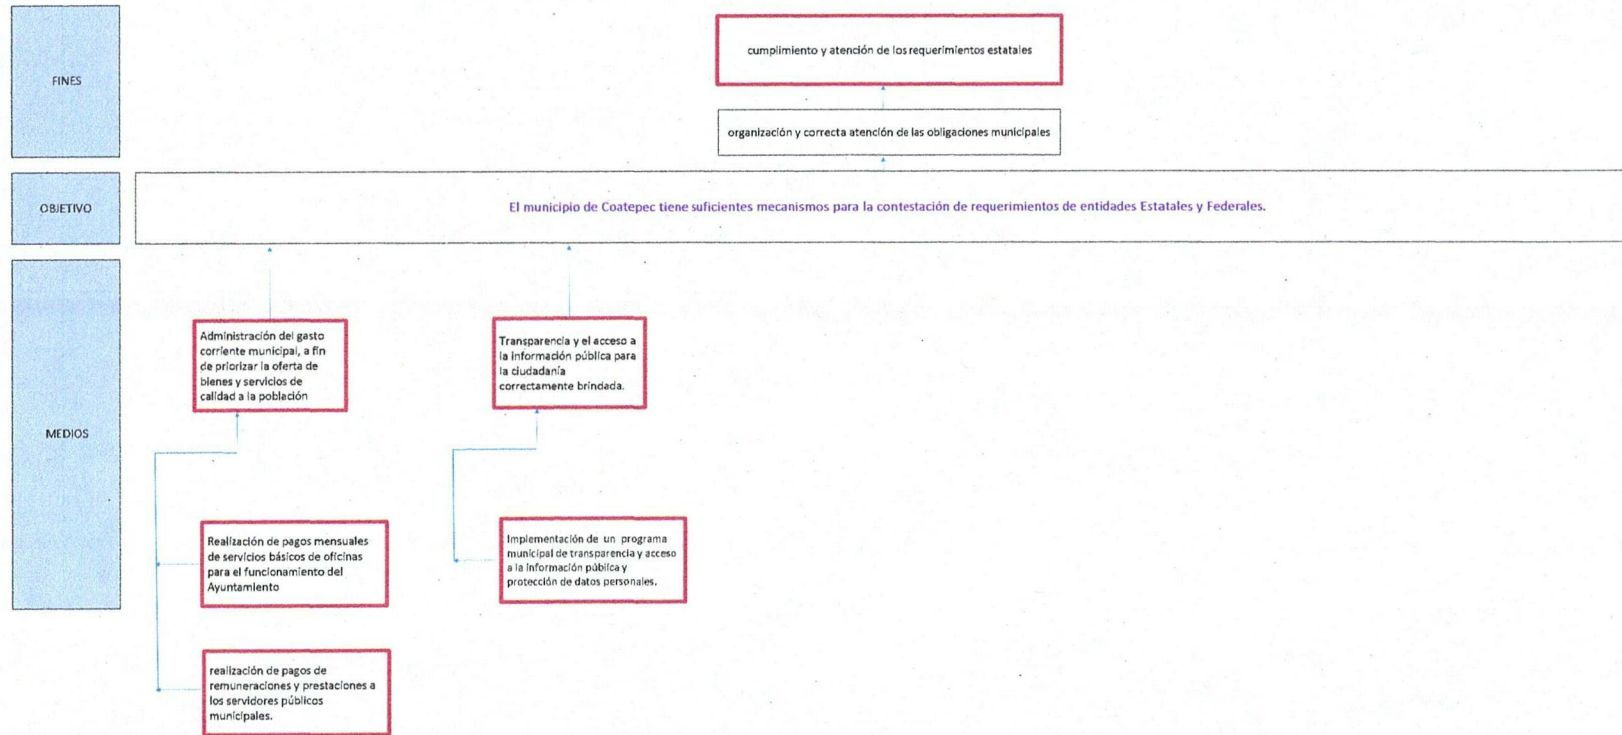 FINES
cumplimiento y atención de los requerimientos estatales
organización y correcta atención de las obligaciones municipales
OBJETIVO
El municipio de Coatepec tiene suficientes mecanismos para la contestación de requerimientos de entidades Estatales y Federales.
MEDIOS
Administración del gasto
corriente municipal, a fin
de priorizar la oferta de
bienes y servicios de
calidad a la población
Transparencia y el acceso a
la información pública para
la ciudadanía
correctamente brindada.
Realización de pagos mensuales
de servicios básicos de oficinas
para el funcionamiento del
Ayuntamiento
Implementación de un programa
municipal de transparencia y acceso
a la información pública y
protección de datos personales.
realización de pagos de
remuneraciones y prestaciones a
los servidores públicos
municipales.